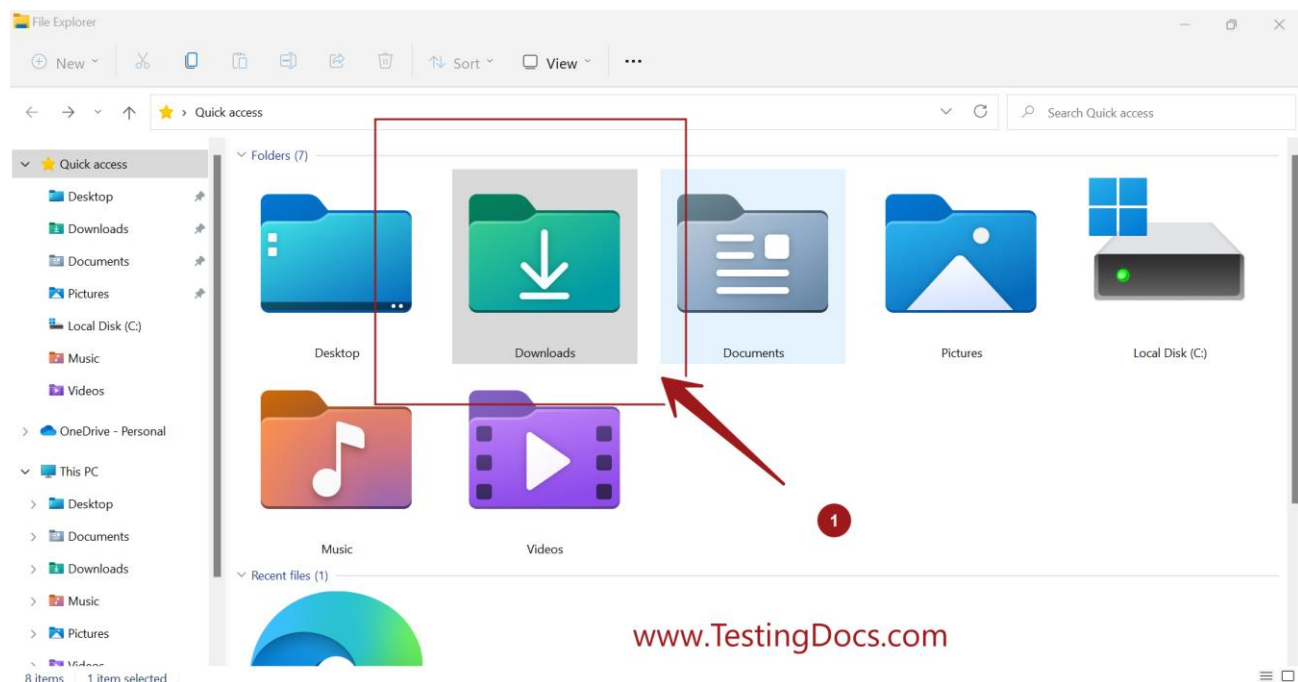 File Explorer
New
Sort
View
Quick access
Search Quick access
Quick access
Desktop
Downloads
Documents
Pictures
Local Disk (C:)
Music
Videos
OneDrive - Personal
This PC
Desktop
Documents
Downloads
Music
Pictures
Videos
Folders (7)
Desktop
Downloads
Documents
Pictures
Local Disk (C:)
Music
Videos
1
Recent files (1)
www.TestingDocs.com
8 items 1 item selected